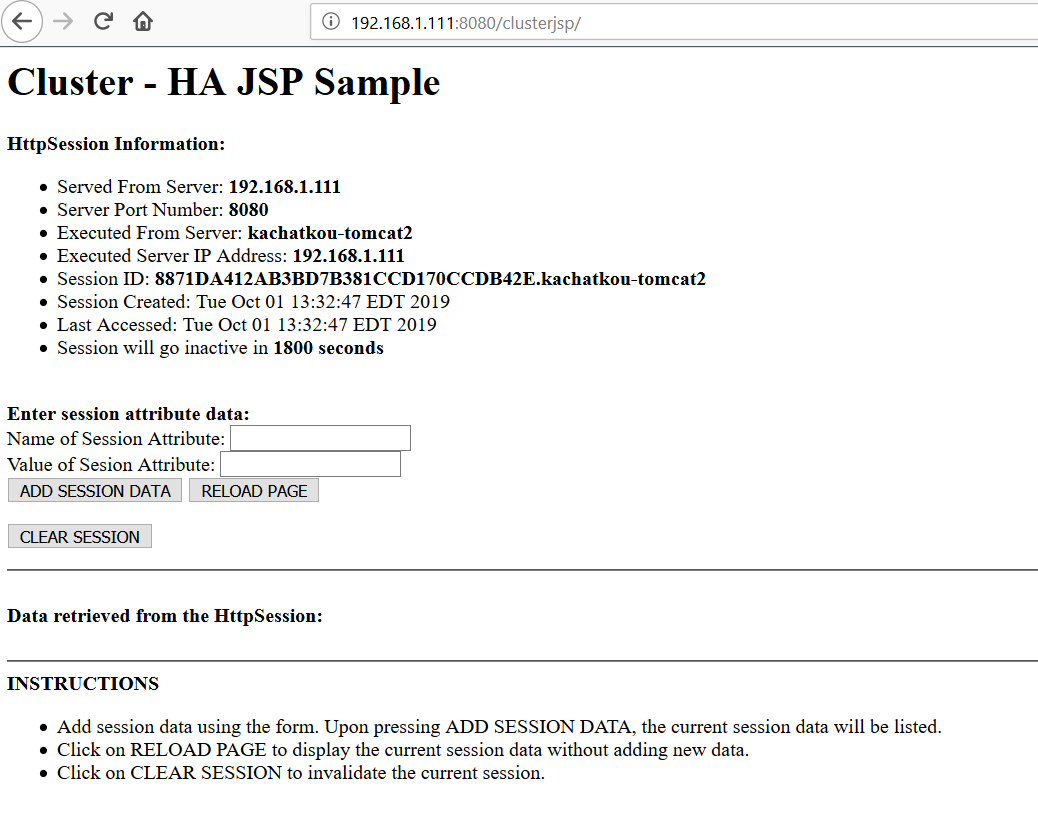 192.168.1.111:8080/clusterjsp/
Cluster - HA JSP Sample
HttpSession Information:
Served From Server: 192.168.1.111
Server Port Number: 8080
Executed From Server: kachatkou-tomcat2
Executed Server IP Address: 192.168.1.111
Session ID: 8871DA412AB3BD7B381CCD170CCDB42E.kachatkou-tomcat2
Session Created: Tue Oct 01 13:32:47 EDT 2019
Last Accessed: Tue Oct 01 13:32:47 EDT 2019
Session will go inactive in 1800 seconds
Enter session attribute data:
Name of Session Attribute:
Value of Sesion Attribute:
ADD SESSION DATA RELOAD PAGE
CLEAR SESSION
Data retrieved from the HttpSession:
INSTRUCTIONS
Add session data using the form. Upon pressing ADD SESSION DATA, the current session data will be listed.
Click on RELOAD PAGE to display the current session data without adding new data.
Click on CLEAR SESSION to invalidate the current session.